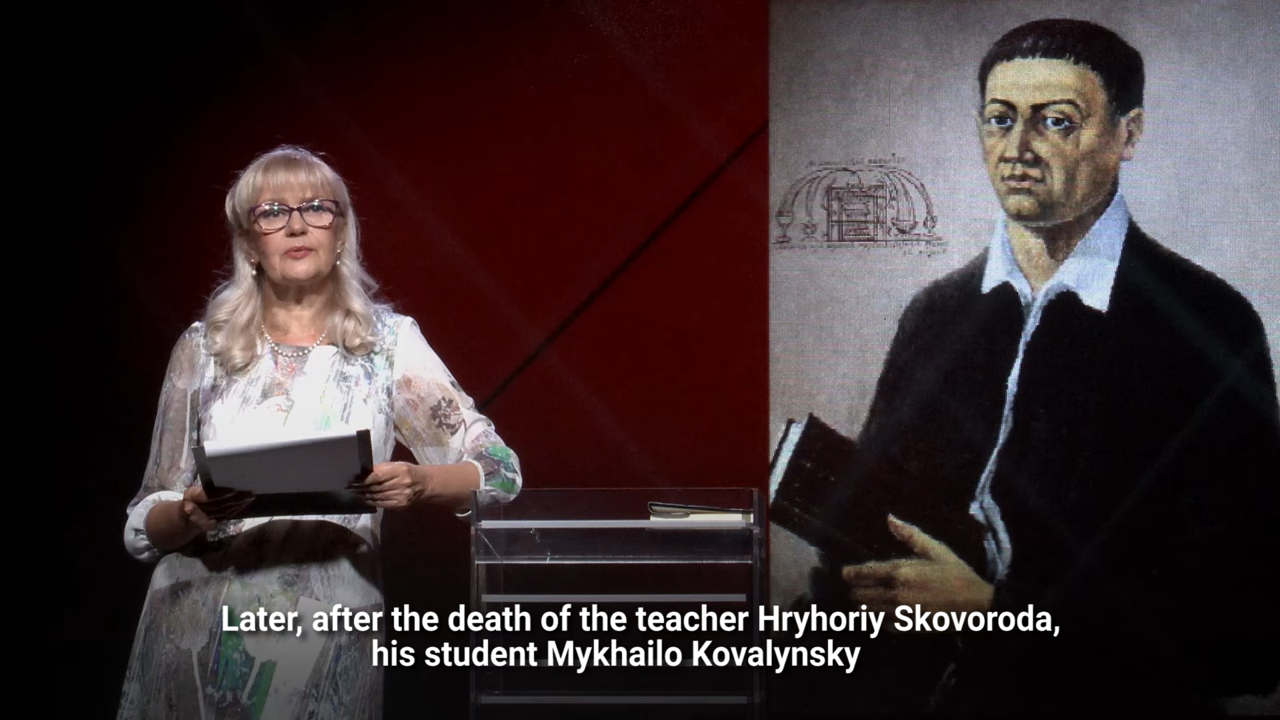 Later, after the death of the teacher Hryhoriy Skovoroda,
his student Mykhailo Kovalynsky